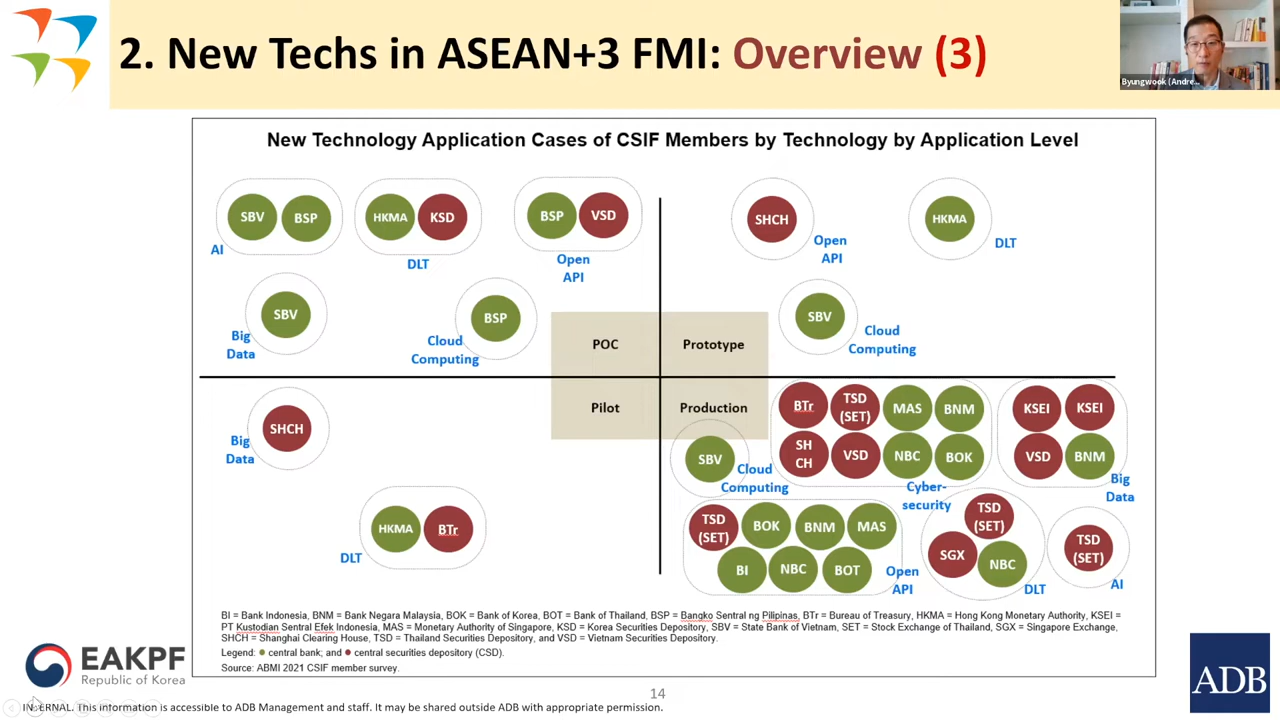 2. New Techs in ASEAN+3 FMI: Overview (3)
Byungwook (Andre...
New Technology Application Cases of CSIF Members by Technology by Application Level
SBV BSP
AI
HKMA KSD
DLT
BSP VSD
Open
API
SHCH
Open
API
HKMA
DLT
SBV
Big
Data
BSP
Cloud
Computing
SBV
Cloud
Computing
POC
Prototype
Pilot
Production
SHCH
Big
Data
HKMA BTr
DLT
SBV
Cloud
Computing
BTr TSD (SET) MAS BNM
SH CH VSD NBC BOK
Cyber-
security
KSEI KSEI
VSD BNM
Big
Data
TSD (SET) BOK BNM MAS
BI NBC BOT
Open
API
TSD (SET)
SGX NBC
DLT
TSD (SET)
AI
BI = Bank Indonesia, BNM = Bank Negara Malaysia, BOK = Bank of Korea, BOT = Bank of Thailand, BSP = Bangko Sentral ng Pilipinas, BTr = Bureau of Treasury, HKMA = Hong Kong Monetary Authority, KSEI =
PT Kustodian Sentral Efek Indonesia, MAS = Monetary Authority of Singapore, KSD = Korea Securities Depository, SBV = State Bank of Vietnam, SET = Stock Exchange of Thailand, SGX = Singapore Exchange,
SHCH = Shanghai Clearing House, TSD = Thailand Securities Depository, and VSD = Vietnam Securities Depository.
Legend: ● central bank; and ● central securities depository (CSD).
Source: ABMI 2021 CSIF member survey.
EAKPF
Republic of Korea
14
ADB
INTERNAL. This information is accessible to ADB Management and staff. It may be shared outside ADB with appropriate permission.